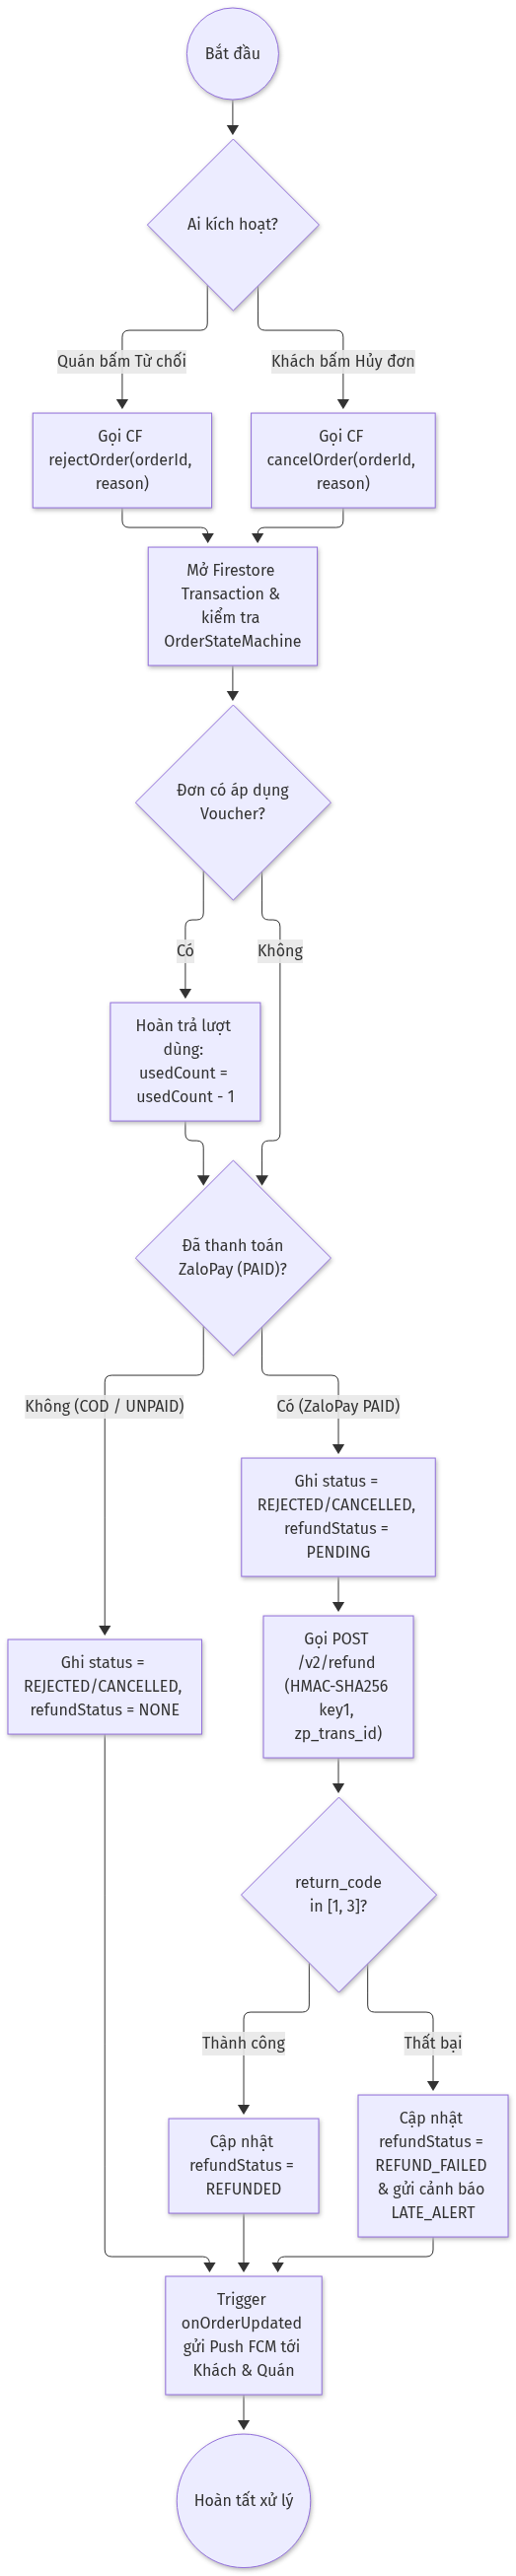 Bắt đầu
Ai kích hoạt?
Quán bấm Từ chối
Khách bấm Hủy đơn
Gọi CF
rejectOrder(orderId,
reason)
Gọi CF
cancelOrder(orderId,
reason)
Mở Firestore
Transaction &
kiểm tra
OrderStateMachine
Đơn có áp dụng
Voucher?
Có
Không
Hoàn trả lượt
dùng:
usedCount =
usedCount - 1
Đã thanh toán
ZaloPay (PAID)?
Không (COD / UNPAID)
Có (ZaloPay PAID)
Ghi status =
REJECTED/CANCELLED,
refundStatus =
PENDING
Gọi POST
/v2/refund
(HMAC-SHA256
key1,
zp_trans_id)
Ghi status =
REJECTED/CANCELLED,
refundStatus = NONE
return_code
in [1, 3]?
Thành công
Thất bại
Cập nhật
refundStatus =
REFUNDED
Cập nhật
refundStatus =
REFUND_FAILED
& gửi cảnh báo
LATE_ALERT
Trigger
onOrderUpdated
gửi Push FCM tới
Khách & Quán
Hoàn tất xử lý